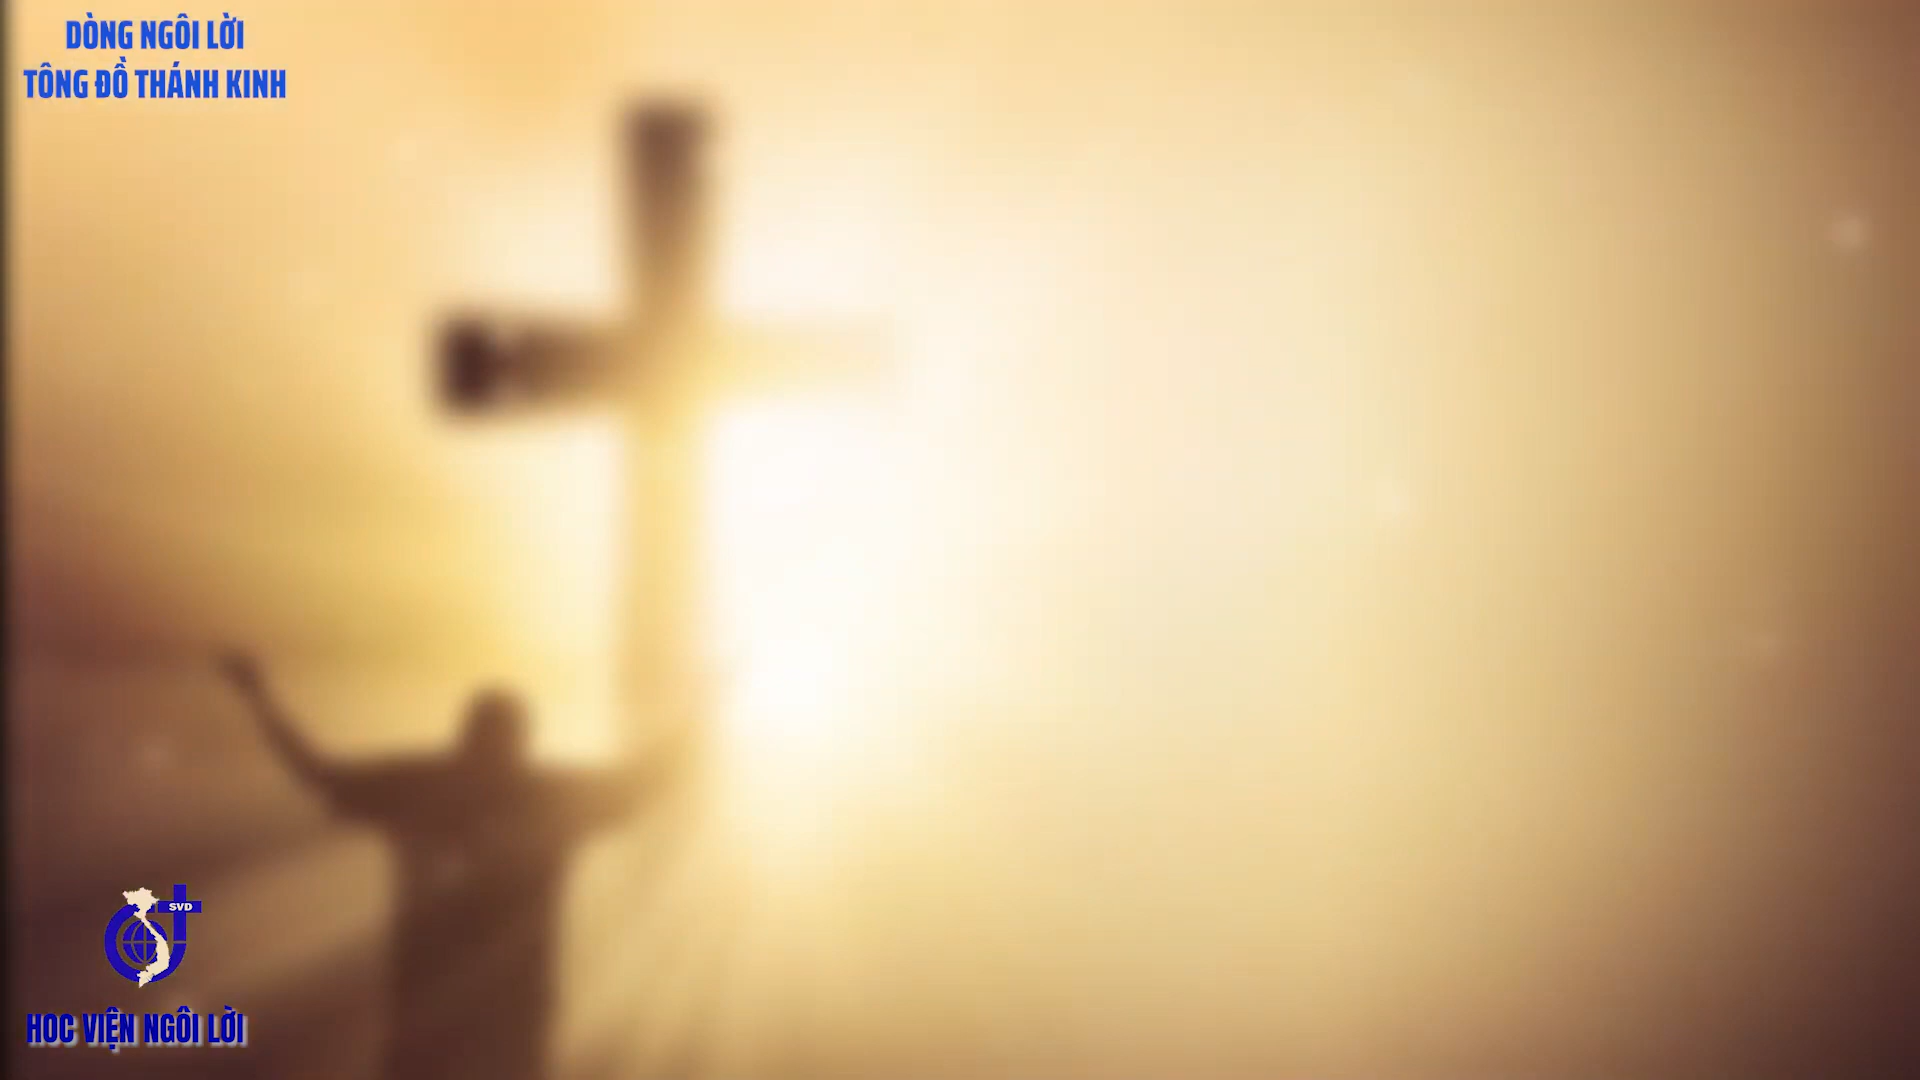 DÒNG NGÔI LỜI
TÔNG ĐỒ THÁNH KINH
SVD
HOC VIỆN NGÔI LỜI